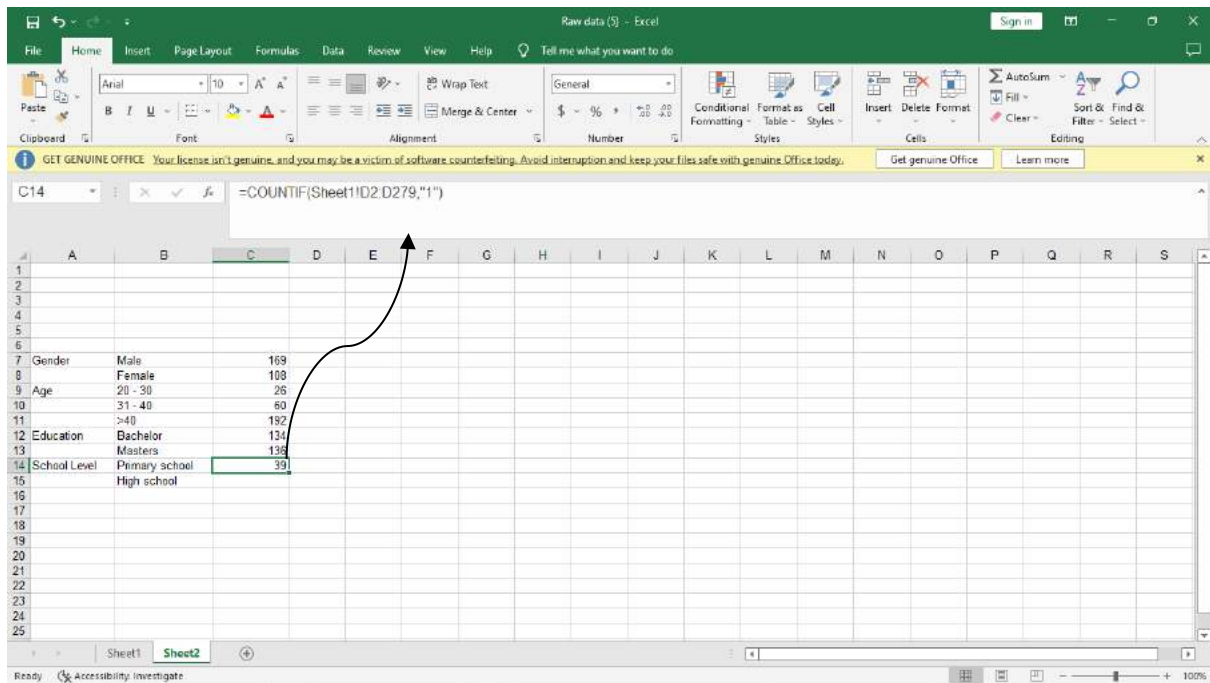 Raw data (5) - Excel
Sign in
File Home Insert Page Layout Formulas Data Review View Help Tell me what you want to do
Paste
Clipboard
Arial 10 A A
B I U A
Font
Wrap Text
Merge & Center
Alignment
General
$ % ,
Number
Conditional Formatting
Format as Table
Cell Styles
Styles
Insert Delete Format
Cells
AutoSum
Fill
Clear
Sort & Filter
Find & Select
Editing
GET GENUINE OFFICE Your license isn't genuine, and you may be a victim of software counterfeiting. Avoid interruption and keep your files safe with genuine Office today. Get genuine Office Learn more
C14 fx =COUNTIF(Sheet1!D2:D279,"1")
A B C D E F G H I J K L M N O P Q R S
1
2
3
4
5
6
7 Gender Male 169
8 Female 108
9 Age 20 - 30 26
10 31 - 40 60
11 >40 192
12 Education Bachelor 134
13 Masters 136
14 School Level Primary school 39
15 High school
16
17
18
19
20
21
22
23
24
25
Sheet1 Sheet2
Ready Accessibility: Investigate 100%